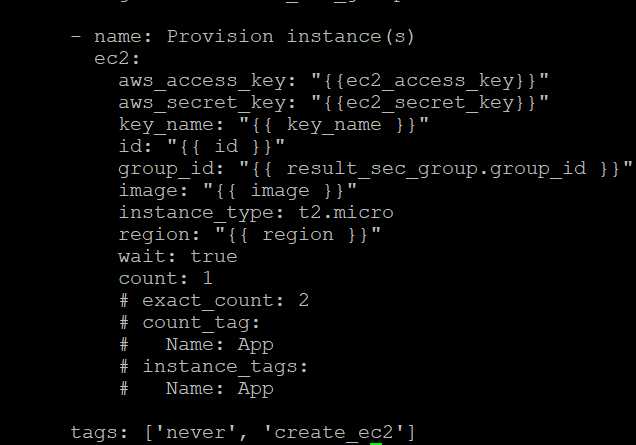 - name: Provision instance(s)
ec2:
aws_access_key: "{{ec2_access_key}}"
aws_secret_key: "{{ec2_secret_key}}"
key_name: "{{ key_name }}"
id: "{{ id }}"
group_id: "{{ result_sec_group.group_id }}"
image: "{{ image }}"
instance_type: t2.micro
region: "{{ region }}"
wait: true
count: 1
# exact_count: 2
# count_tag:
#   Name: App
# instance_tags:
#   Name: App
tags: ['never', 'create_ec2']